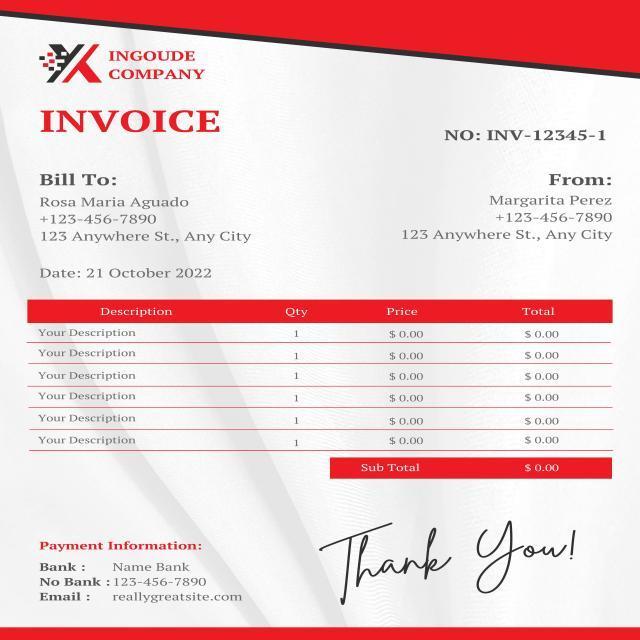 INGOUDE
COMPANY
INVOICE
NO: INV-12345-1
Bill To:
Rosa Maria Aguado
+123-456-7890
123 Anywhere St., Any City
From:
Margarita Perez
+123-456-7890
123 Anywhere St., Any City
Date: 21 October 2022
Description Qty Price Total
Your Description 1 $ 0.00 $ 0.00
Your Description 1 $ 0.00 $ 0.00
Your Description 1 $ 0.00 $ 0.00
Your Description 1 $ 0.00 $ 0.00
Your Description 1 $ 0.00 $ 0.00
Your Description 1 $ 0.00 $ 0.00
Sub Total $ 0.00
Payment Information:
Bank : Name Bank
No Bank : 123-456-7890
Email : reallygreatsite.com
Thank You!